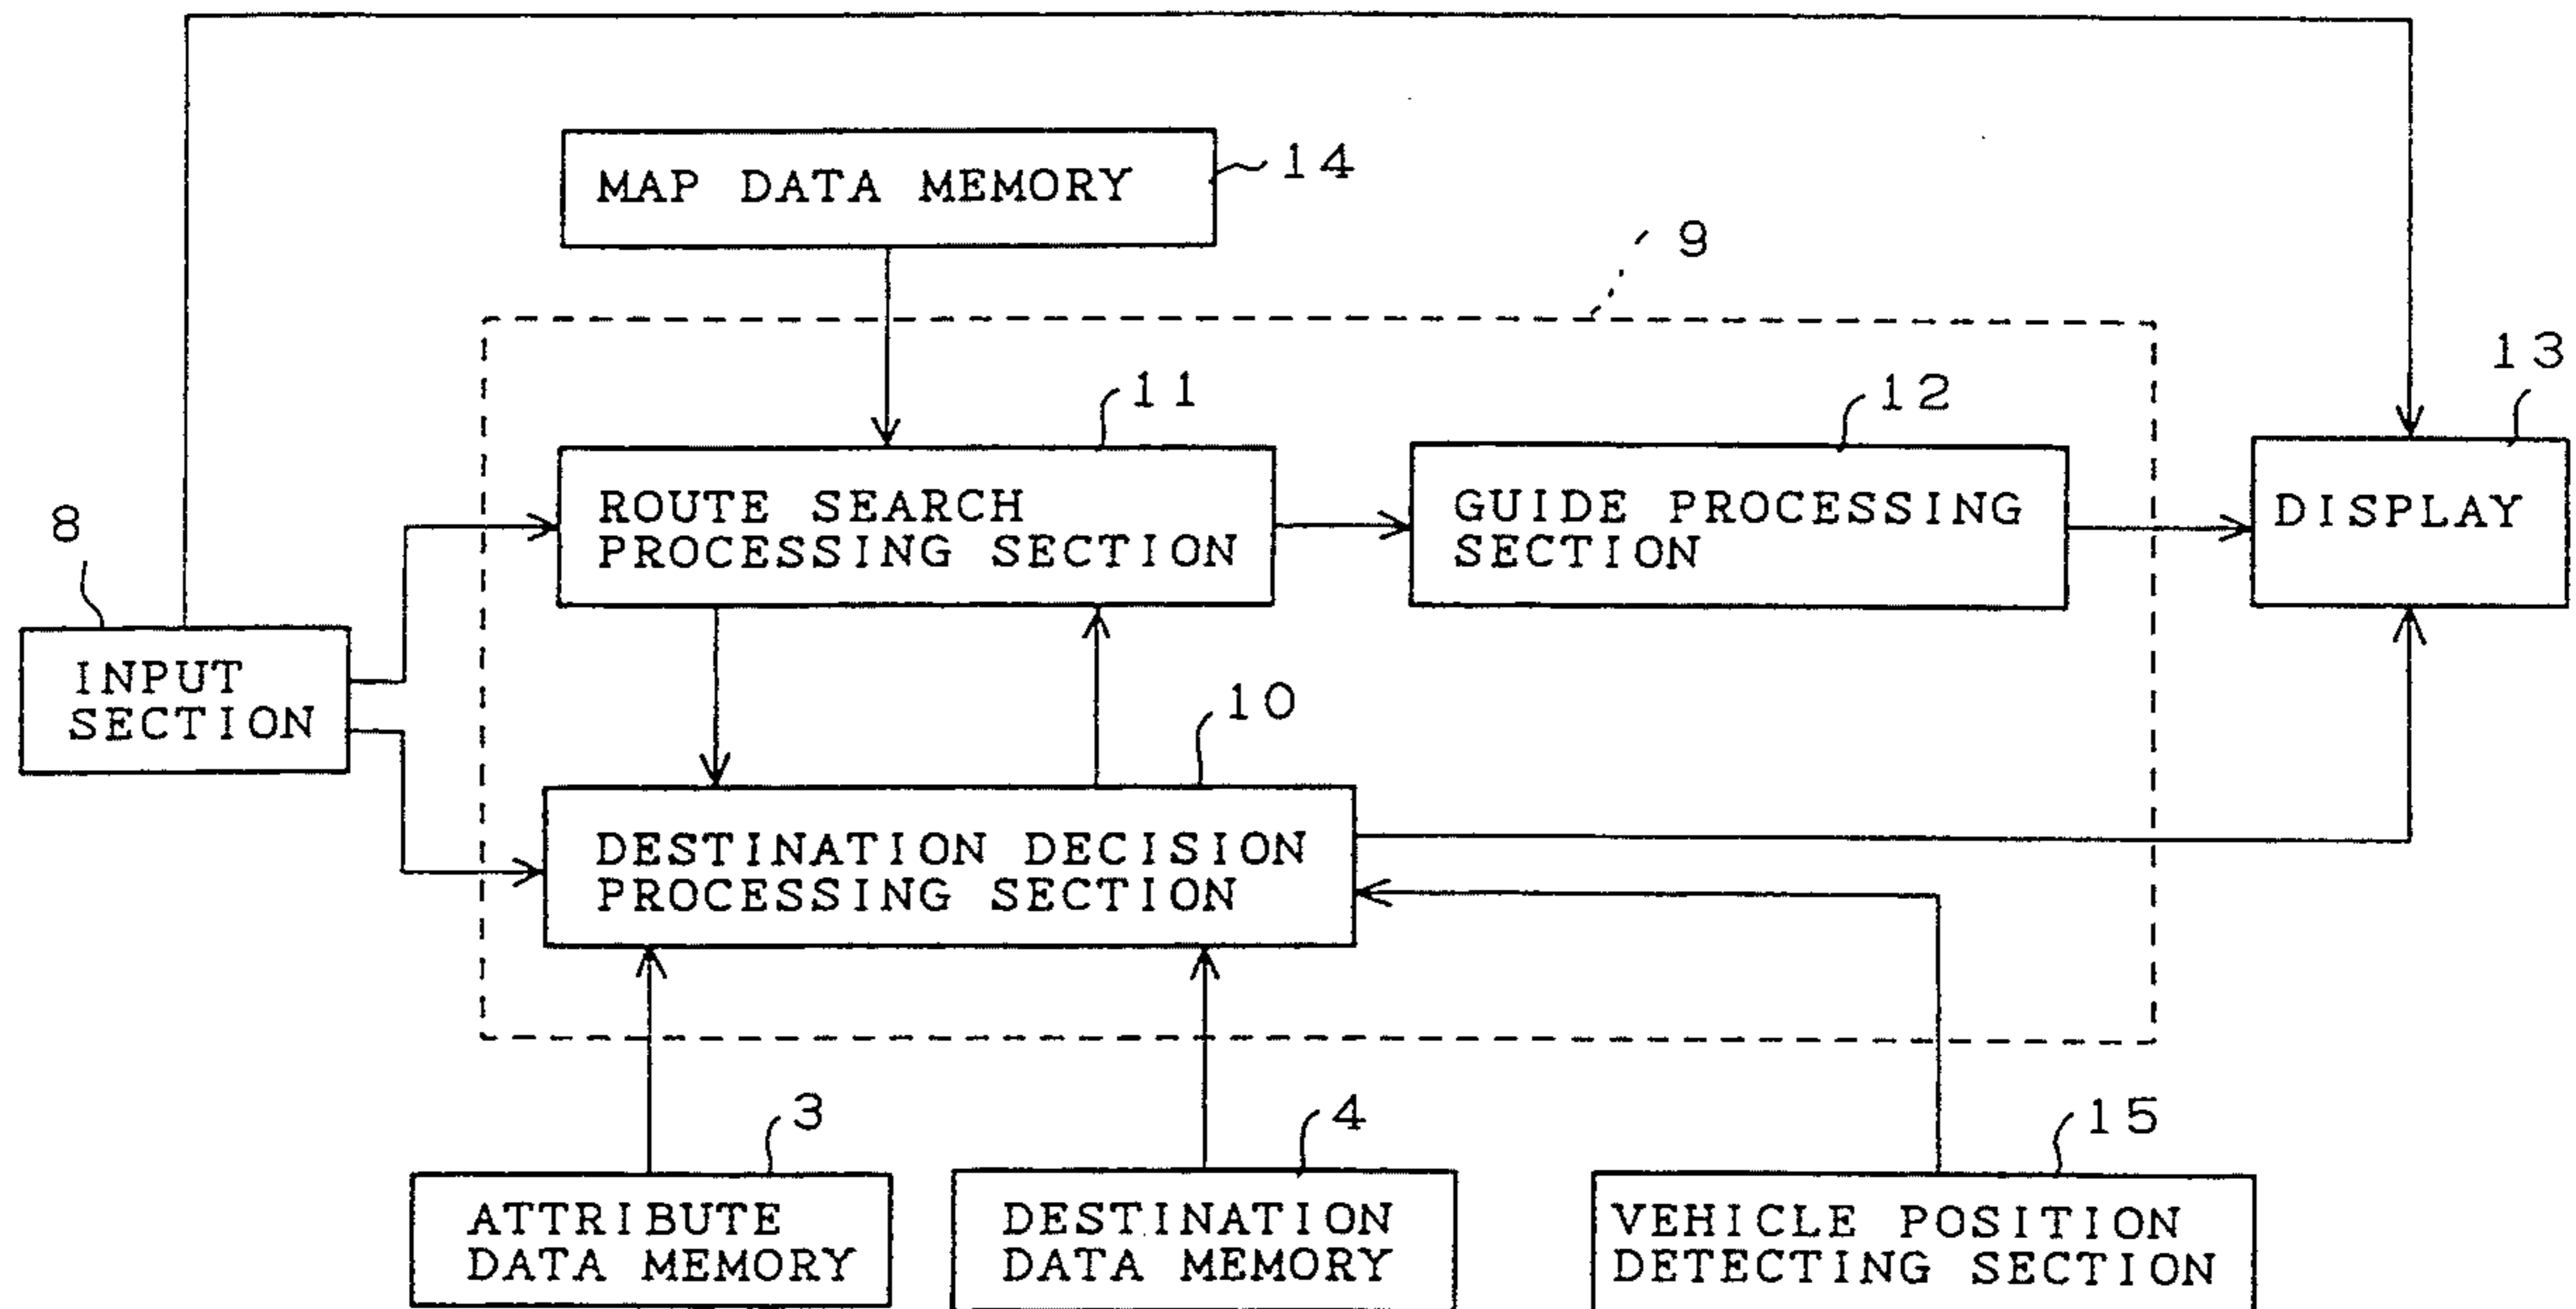 MAP DATA MEMORY
14
9
11
12
13
ROUTE SEARCH
PROCESSING SECTION
GUIDE PROCESSING
SECTION
DISPLAY
8
INPUT
SECTION
10
DESTINATION DECISION
PROCESSING SECTION
3
4
15
ATTRIBUTE
DATA MEMORY
DESTINATION
DATA MEMORY
VEHICLE POSITION
DETECTING SECTION